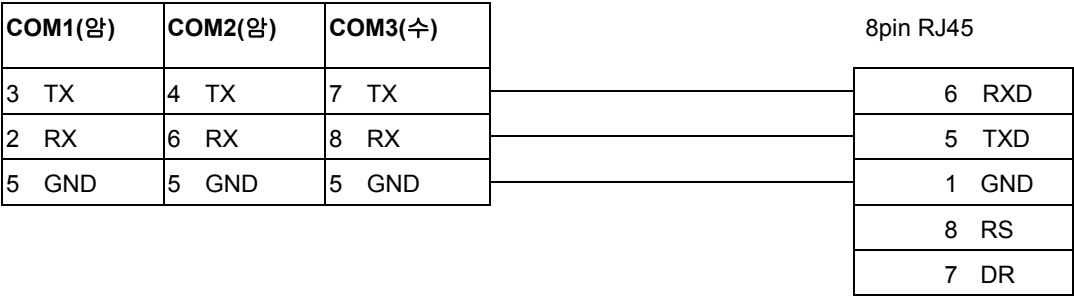 COM1(암) COM2(암) COM3(수) 8pin RJ45
3 TX 4 TX 7 TX 6 RXD
2 RX 6 RX 8 RX 5 TXD
5 GND 5 GND 5 GND 1 GND
8 RS
7 DR